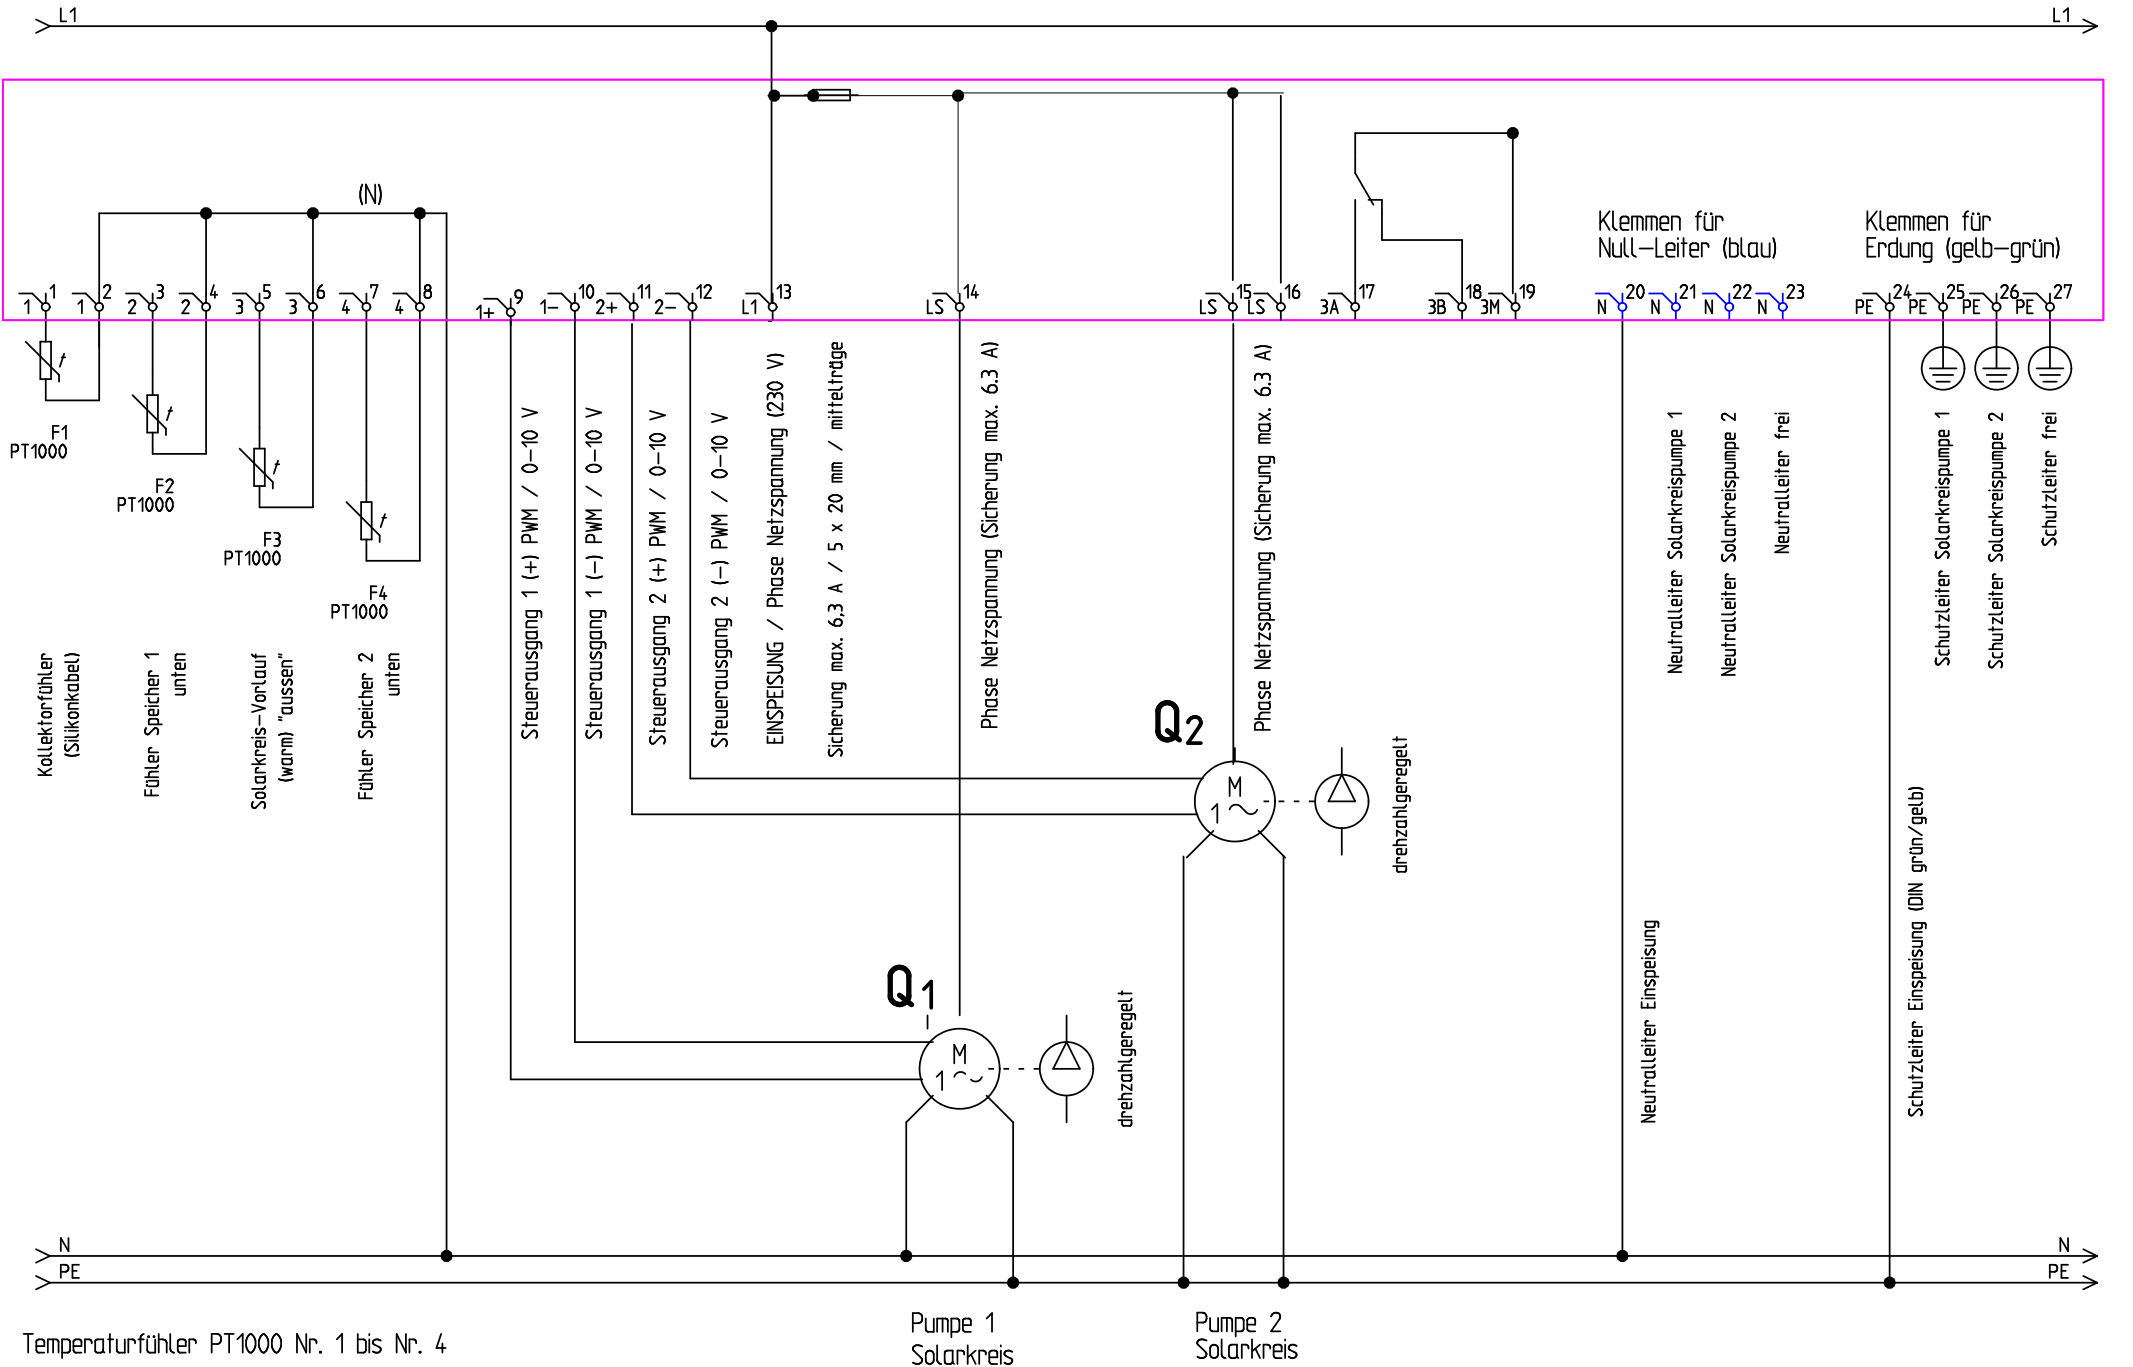 L1
L1
(N)
Klemmen für
Null-Leiter (blau)
Klemmen für
Erdung (gelb-grün)
1
2
3
4
5
6
7
8
9
10
11
12
13
14
15
16
17
18
19
20
21
22
23
24
25
26
27
1
1
2
2
3
3
4
4
1+
1-
2+
2-
L1
LS
LS
LS
3A
3B
3M
N
N
N
N
PE
PE
PE
PE
t
F1
PT1000
t
F2
PT1000
t
F3
PT1000
t
F4
PT1000
Kollektorfühler
(Silikonkabel)
Fühler Speicher 1
unten
Solarkreis-Vorlauf
(warm) "aussen"
Fühler Speicher 2
unten
Steuerausgang 1 (+) PWM / 0-10 V
Steuerausgang 1 (-) PWM / 0-10 V
Steuerausgang 2 (+) PWM / 0-10 V
Steuerausgang 2 (-) PWM / 0-10 V
EINSPEISUNG / Phase Netzspannung (230 V)
Sicherung max. 6,3 A / 5 x 20 mm / mittelträge
Phase Netzspannung (Sicherung max. 6.3 A)
Phase Netzspannung (Sicherung max. 6.3 A)
Neutralleiter Solarkreispumpe 1
Neutralleiter Solarkreispumpe 2
Neutralleiter frei
Schutzleiter Solarkreispumpe 1
Schutzleiter Solarkreispumpe 2
Schutzleiter frei
Q2
M
1~
drehzahlgeregelt
Q1
M
1~
drehzahlgeregelt
Neutralleiter Einspeisung
Schutzleiter Einspeisung (DIN grün/gelb)
N
N
PE
PE
Pumpe 1
Solarkreis
Pumpe 2
Solarkreis
Temperaturfühler PT1000 Nr. 1 bis Nr. 4